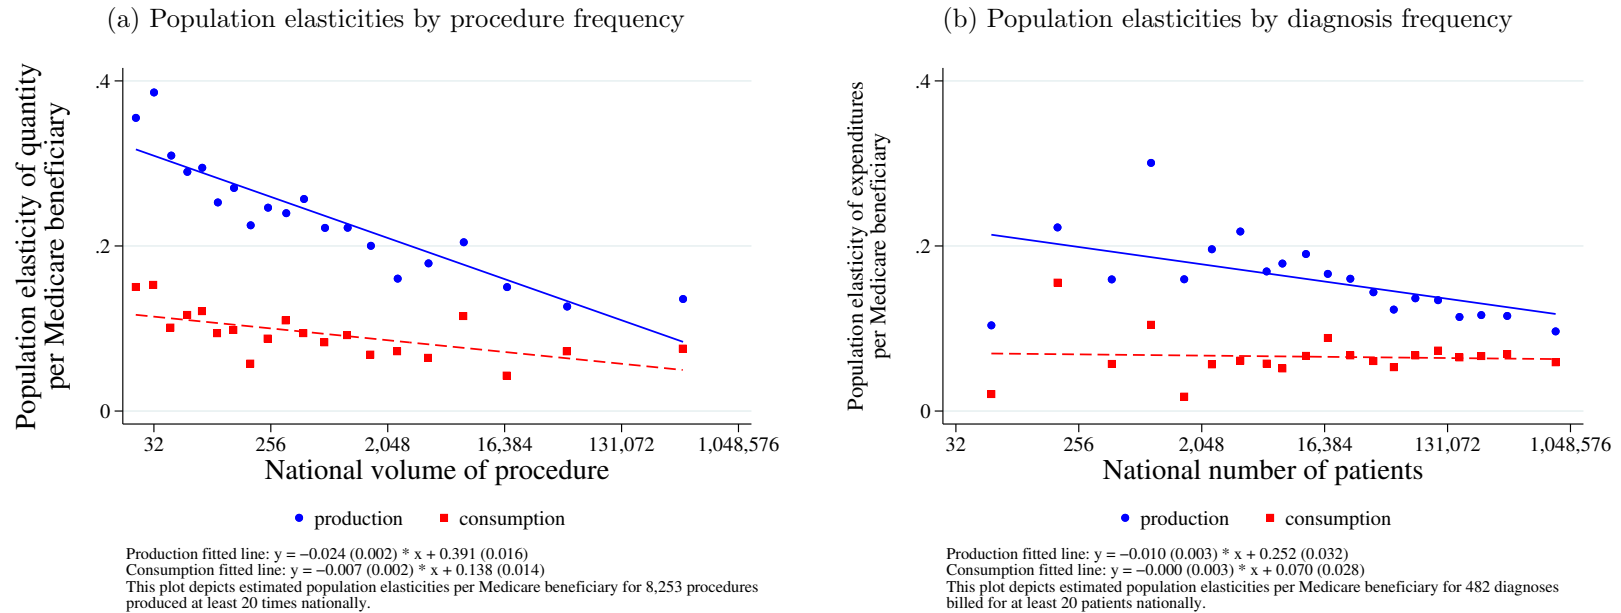 (a) Population elasticities by procedure frequency
Population elasticity of quantity
per Medicare beneficiary
.4
.2
0
32
256
2,048
16,384
131,072
1,048,576
National volume of procedure
production
consumption
Production fitted line: y = −0.024 (0.002) * x + 0.391 (0.016)
Consumption fitted line: y = −0.007 (0.002) * x + 0.138 (0.014)
This plot depicts estimated population elasticities per Medicare beneficiary for 8,253 procedures
produced at least 20 times nationally.
(b) Population elasticities by diagnosis frequency
Population elasticity of expenditures
per Medicare beneficiary
.4
.2
0
32
256
2,048
16,384
131,072
1,048,576
National number of patients
production
consumption
Production fitted line: y = −0.010 (0.003) * x + 0.252 (0.032)
Consumption fitted line: y = −0.000 (0.003) * x + 0.070 (0.028)
This plot depicts estimated population elasticities per Medicare beneficiary for 482 diagnoses
billed for at least 20 patients nationally.